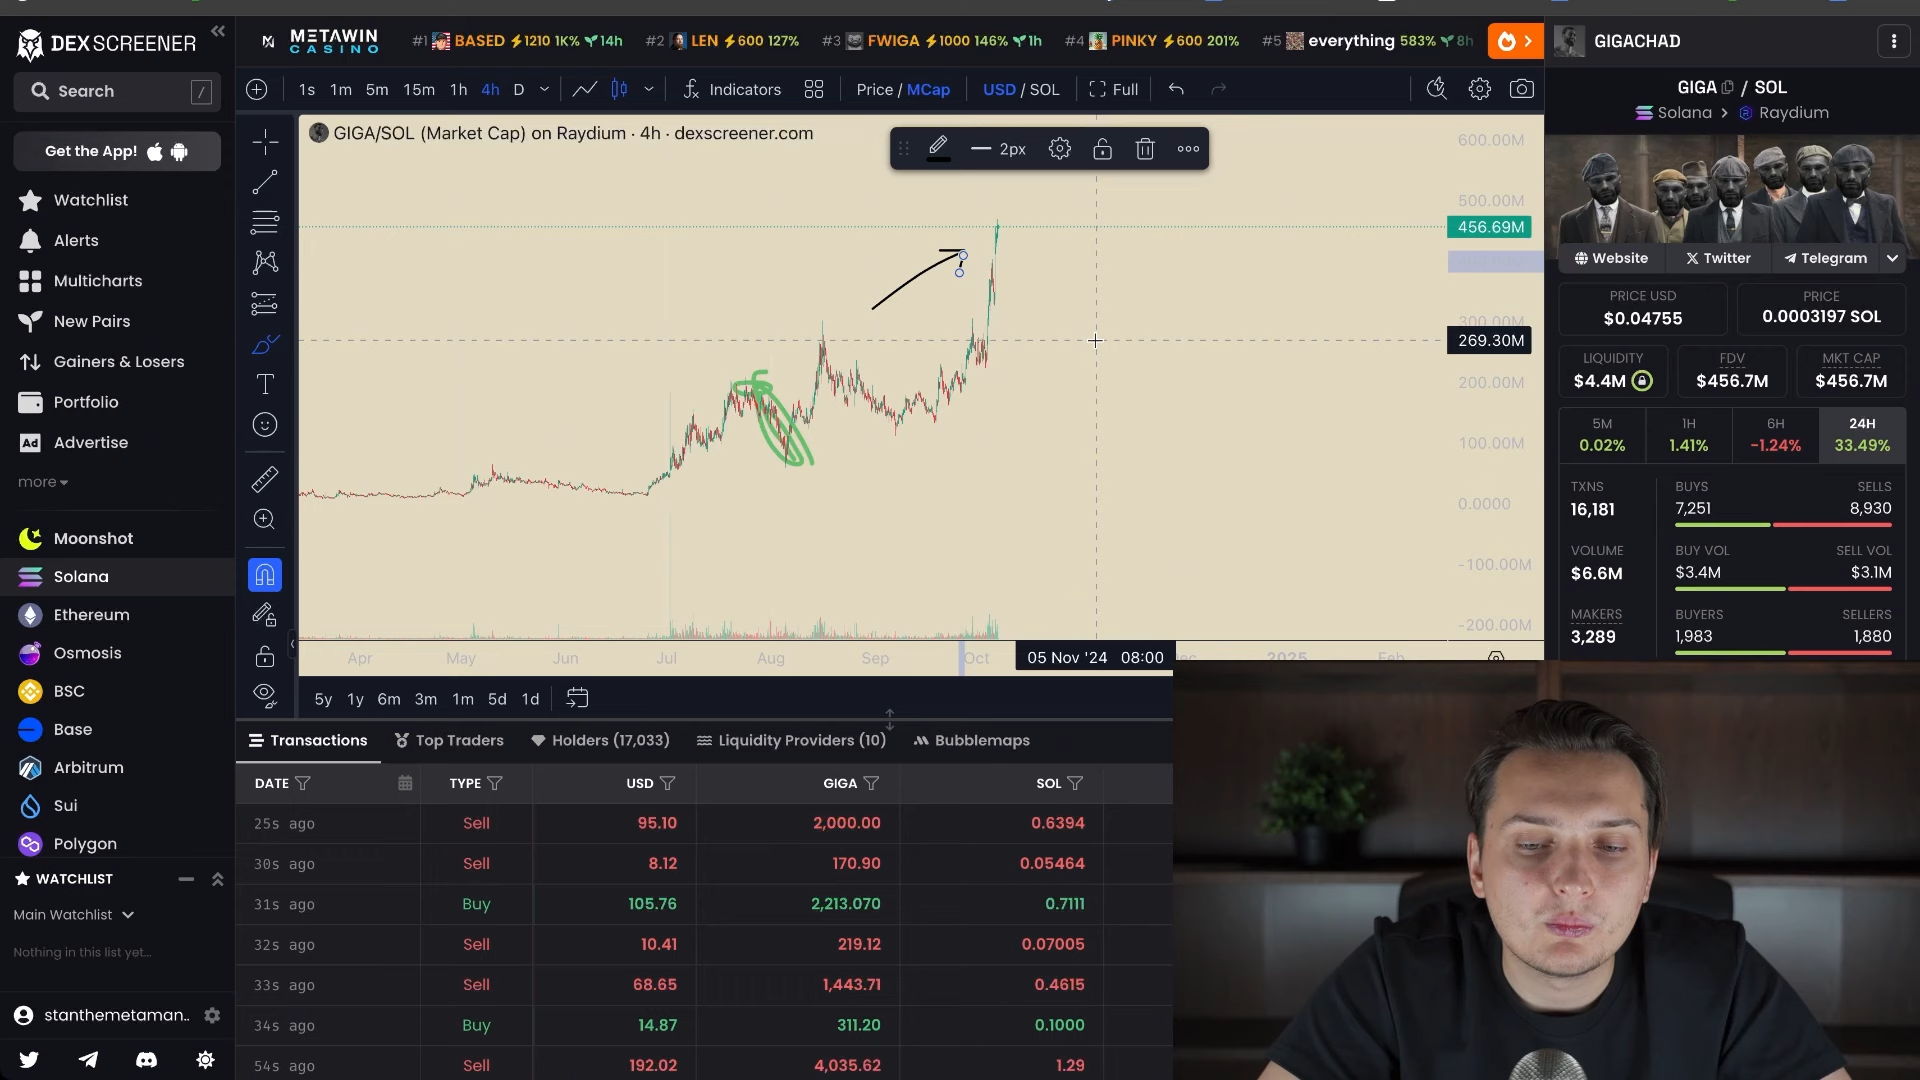 DEX SCREENER
Search
/
Get the App!
Watchlist
Alerts
Multicharts
New Pairs
Gainers & Losers
Portfolio
Ad Advertise
more
Moonshot
Solana
Ethereum
Osmosis
BSC
Base
Arbitrum
Sui
Polygon
WATCHLIST
Main Watchlist
Nothing in this list yet...
stanthemetaman..
METAWIN
CASINO
#1 BASED 1210 1K% 14h
#2 LEN 600 127%
#3 FWIGA 1000 146% 1h
#4 PINKY 600 201%
#5 everything 583% 8h
1s 1m 5m 15m 1h 4h D
Indicators
Price / MCap
USD / SOL
Full
GIGA/SOL (Market Cap) on Raydium · 4h · dexscreener.com
2px
600.00M
500.00M
456.69M
300.00M
269.30M
200.00M
100.00M
0.0000
-100.00M
-200.00M
Apr May Jun Jul Aug Sep Oct
05 Nov '24 08:00
2025 Feb
5y 1y 6m 3m 1m 5d 1d
Transactions
Top Traders
Holders (17,033)
Liquidity Providers (10)
Bubblemaps
DATE TYPE USD GIGA SOL
25s ago Sell 95.10 2,000.00 0.6394
30s ago Sell 8.12 170.90 0.05464
31s ago Buy 105.76 2,213.070 0.7111
32s ago Sell 10.41 219.12 0.07005
33s ago Sell 68.65 1,443.71 0.4615
34s ago Buy 14.87 311.20 0.1000
54s ago Sell 192.02 4,035.62 1.29
GIGACHAD
GIGA / SOL
Solana > Raydium
Website
Twitter
Telegram
PRICE USD
$0.04755
PRICE
0.0003197 SOL
LIQUIDITY
$4.4M
FDV
$456.7M
MKT CAP
$456.7M
5M
0.02%
1H
1.41%
6H
-1.24%
24H
33.49%
TXNS
16,181
BUYS
7,251
SELLS
8,930
VOLUME
$6.6M
BUY VOL
$3.4M
SELL VOL
$3.1M
MAKERS
3,289
BUYERS
1,983
SELLERS
1,880